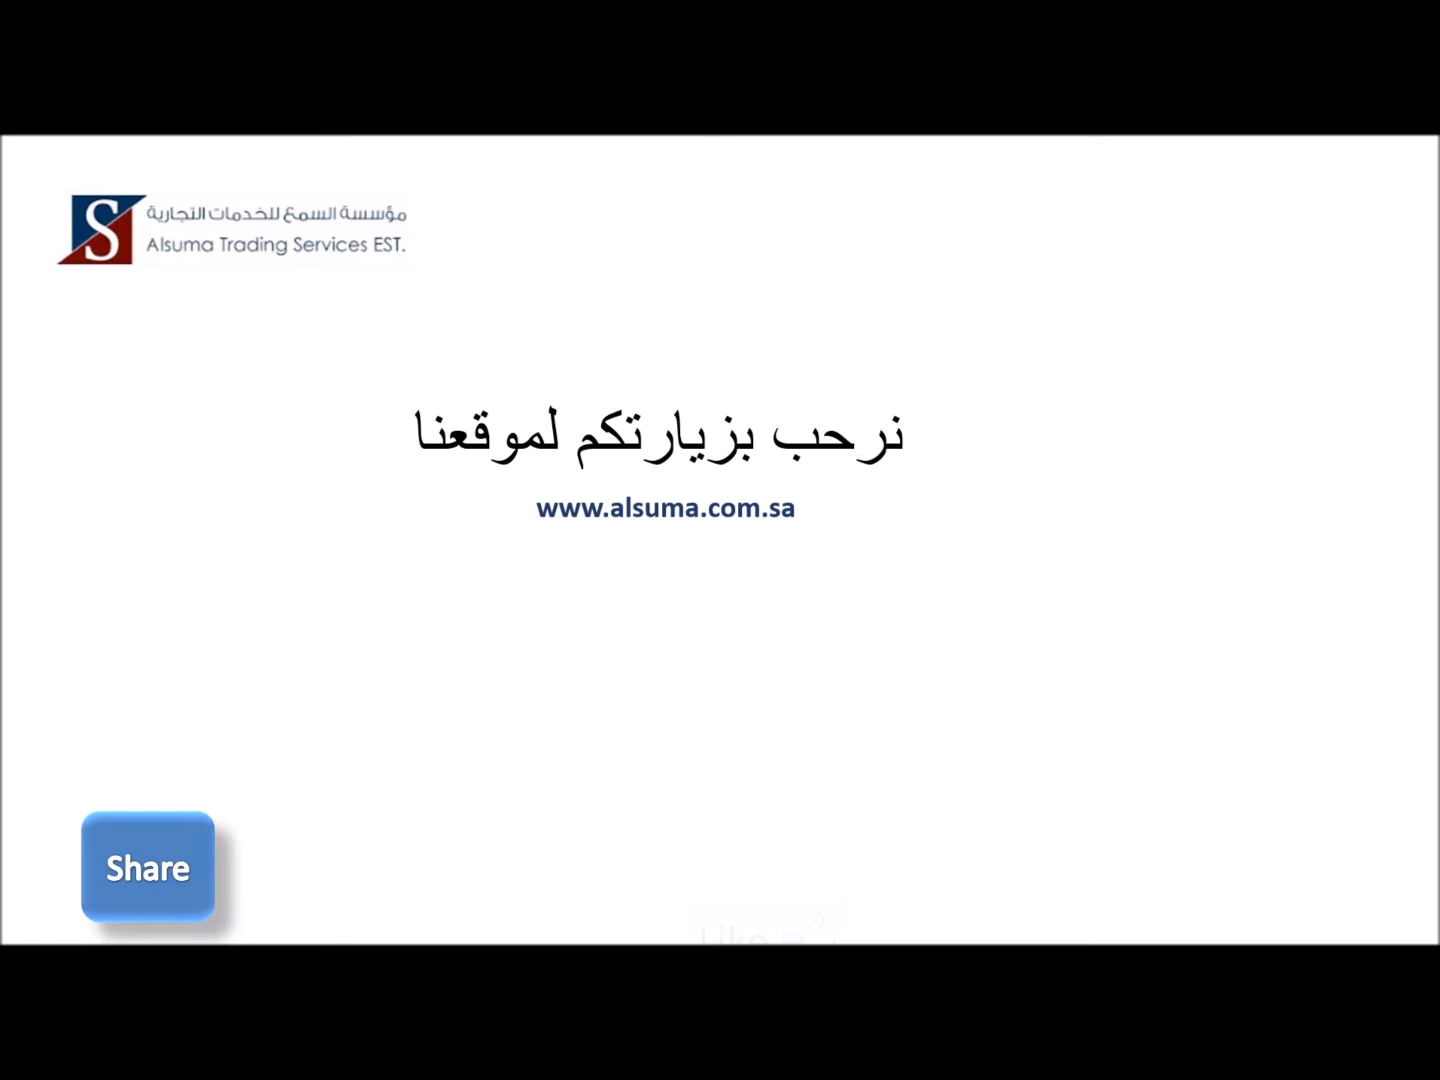 مؤسسة السمع للخدمات التجارية
Alsuma Trading Services EST.
نرحب بزيارتكم لموقعنا
www.alsuma.com.sa
Share